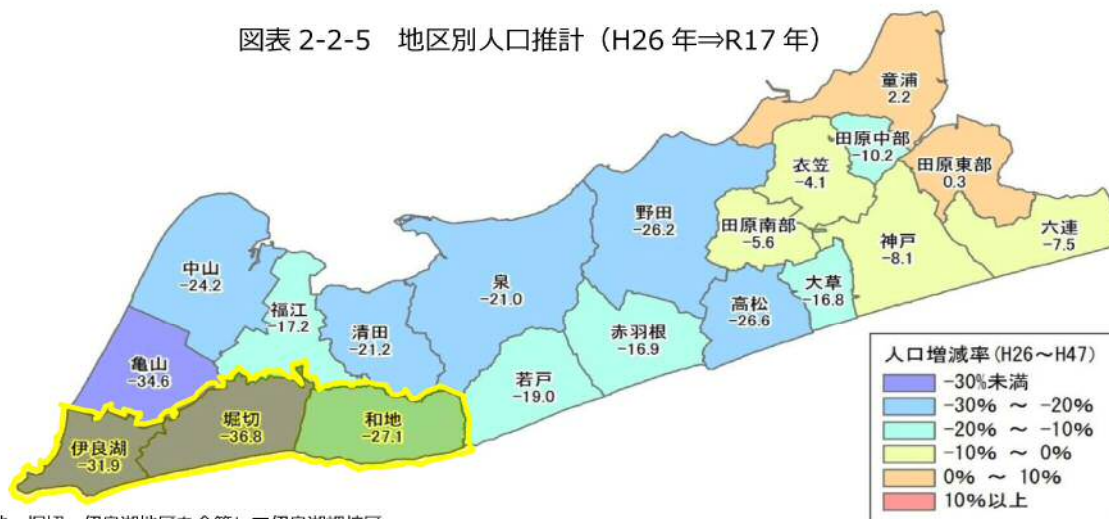 図表 2-2-5 地区別人口推計（H26 年⇒R17 年）
童浦
2.2
田原中部
-10.2
田原東部
0.3
衣笠
-4.1
野田
-26.2
田原南部
-5.6
神戸
-8.1
六連
-7.5
中山
-24.2
福江
-17.2
清田
-21.2
泉
-21.0
高松
-26.6
大草
-16.8
赤羽根
-16.9
亀山
-34.6
若戸
-19.0
堀切
-36.8
和地
-27.1
伊良湖
-31.9
人口増減率(H26～H47)
-30%未満
-30% ～ -20%
-20% ～ -10%
-10% ～ 0%
0% ～ 10%
10%以上